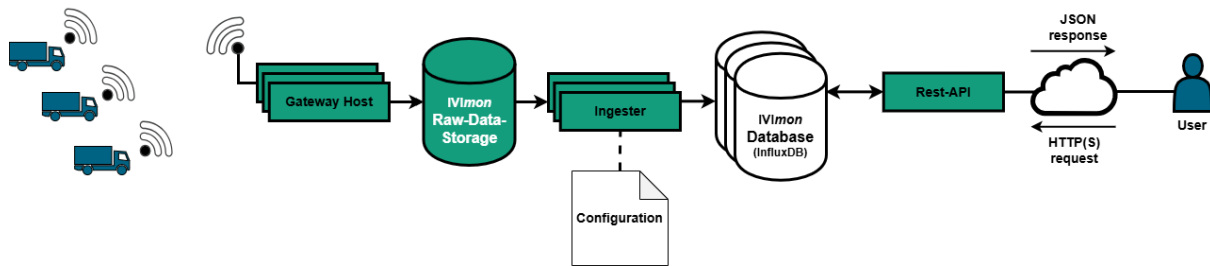 Gateway Host
IVImon
Raw-Data-
Storage
Ingester
Configuration
IVImon
Database
(InfluxDB)
Rest-API
JSON
response
HTTP(S)
request
User